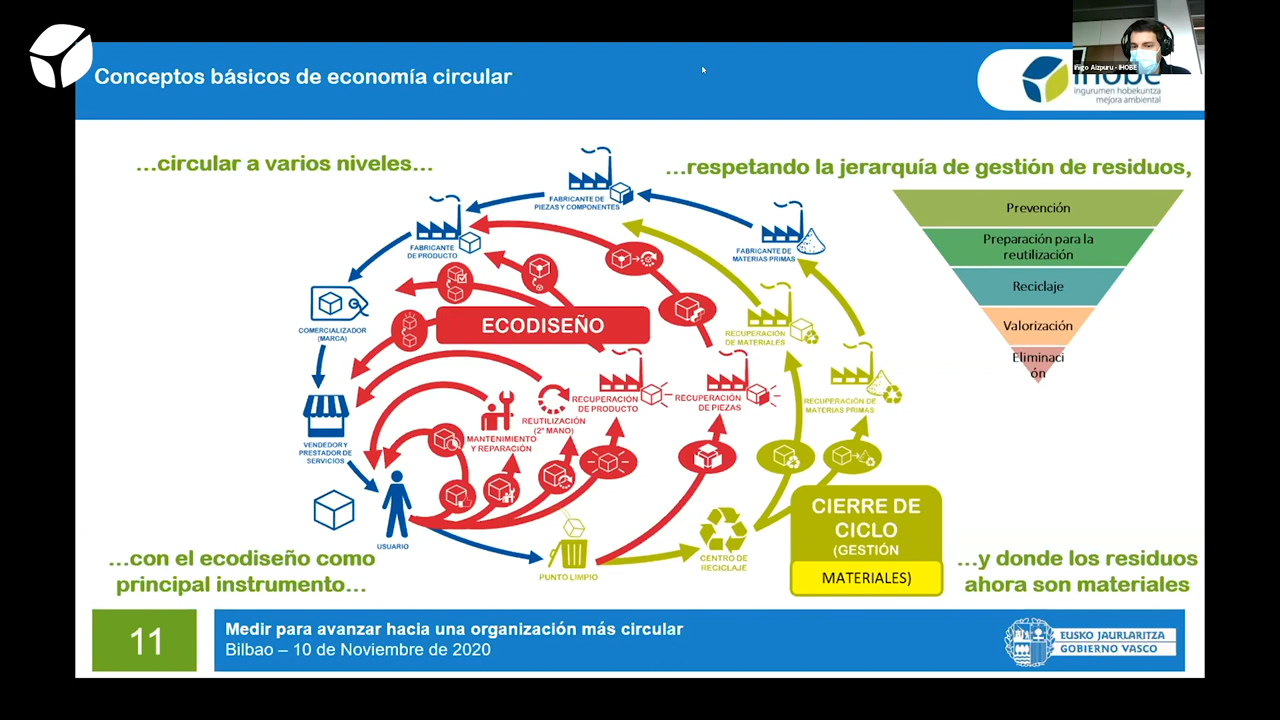 Conceptos básicos de economía circular
Iñigo Aizpuru - IHOBE
ihobe
ingurumen hobekuntza
mejora ambiental
...circular a varios niveles...
...respetando la jerarquía de gestión de residuos,
FABRICANTE DE
PIEZAS Y COMPONENTES
FABRICANTE
DE PRODUCTO
FABRICANTE DE
MATERIAS PRIMAS
Prevención
Preparación para la
reutilización
Reciclaje
Valorización
Eliminaci
ón
COMERCIALIZADOR
(MARCA)
ECODISEÑO
RECUPERACIÓN
DE MATERIALES
RECUPERACIÓN
DE PRODUCTO
RECUPERACIÓN
DE PIEZAS
RECUPERACIÓN DE
MATERIAS PRIMAS
REUTILIZACIÓN
(2ª MANO)
MANTENIMIENTO
Y REPARACIÓN
VENDEDOR Y
PRESTADOR DE
SERVICIOS
USUARIO
PUNTO LIMPIO
CENTRO DE
RECICLAJE
CIERRE DE
CICLO
(GESTIÓN
MATERIALES)
...con el ecodiseño como
principal instrumento...
...y donde los residuos
ahora son materiales
11
Medir para avanzar hacia una organización más circular
Bilbao – 10 de Noviembre de 2020
EUSKO JAURLARITZA
GOBIERNO VASCO